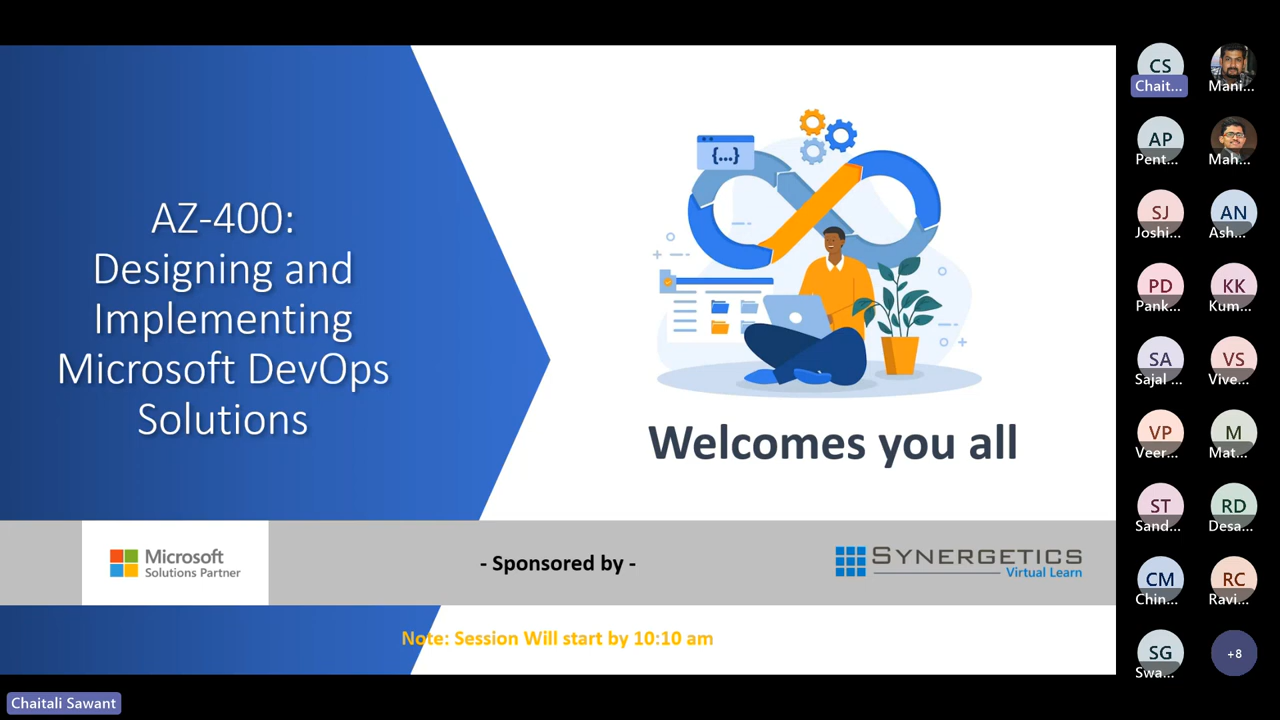 AZ-400:
Designing and
Implementing
Microsoft DevOps
Solutions
{...}
Welcomes you all
Microsoft
Solutions Partner
- Sponsored by -
SYNERGETICS
Virtual Learn
Note: Session Will start by 10:10 am
Chaitali Sawant
CS
Chait...
Mani...
AP
Pent...
Mah...
SJ
Joshi...
AN
Ash...
PD
Pank...
KK
Kum...
SA
Sajal ...
VS
Vive...
VP
Veer...
M
Mat...
ST
Sand...
RD
Desa...
CM
Chin...
RC
Ravi...
SG
Swa...
+8